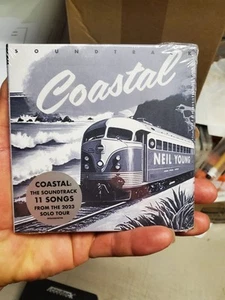 SOUNDTRACK
Coastal
NEIL YOUNG
COASTAL:
THE SOUNDTRACK
11 SONGS
FROM THE 2023
SOLO TOUR